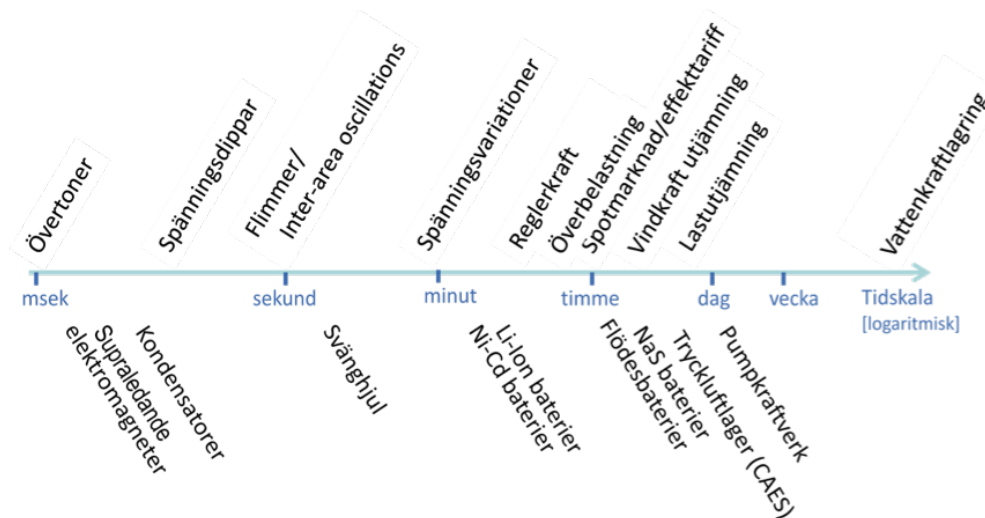 Övertoner
Spänningsdippar
Flimmer/
Inter-area oscillations
Spänningsvariationer
Reglerkraft
Överbelastning
Spotmarknad/effekttariff
Vindkraft utjämning
Lastutjämning
Vattenkraftlagring
msek
sekund
minut
timme
dag
vecka
Tidskala
[logaritmisk]
Supraledande
elektromagneter
Kondensatorer
Svänghjul
Li-Ion baterier
Ni-Cd baterier
Flödesbaterier
NaS baterier
Tryckluftlager (CAES)
Pumpkraftverk